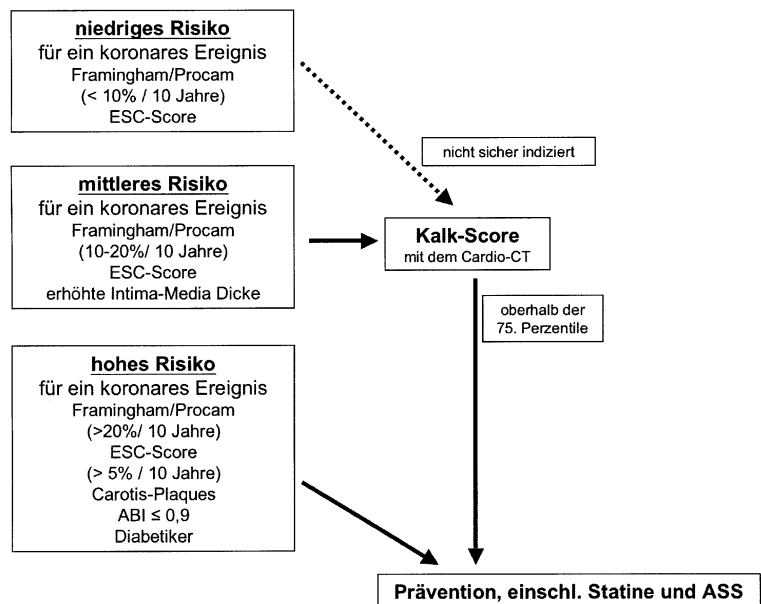 niedriges Risiko
für ein koronares Ereignis
Framingham/Procam
(< 10% / 10 Jahre)
ESC-Score
nicht sicher indiziert
mittleres Risiko
für ein koronares Ereignis
Framingham/Procam
(10-20%/ 10 Jahre)
ESC-Score
erhöhte Intima-Media Dicke
Kalk-Score
mit dem Cardio-CT
oberhalb der
75. Perzentile
hohes Risiko
für ein koronares Ereignis
Framingham/Procam
(>20%/ 10 Jahre)
ESC-Score
(> 5% / 10 Jahre)
Carotis-Plaques
ABI ≤ 0,9
Diabetiker
Prävention, einschl. Statine und ASS